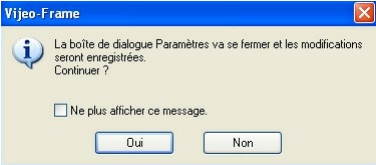 Vijeo-Frame
La boîte de dialogue Paramètres va se fermer et les modifications
seront enregistrées.
Continuer ?
Ne plus afficher ce message.
Oui
Non